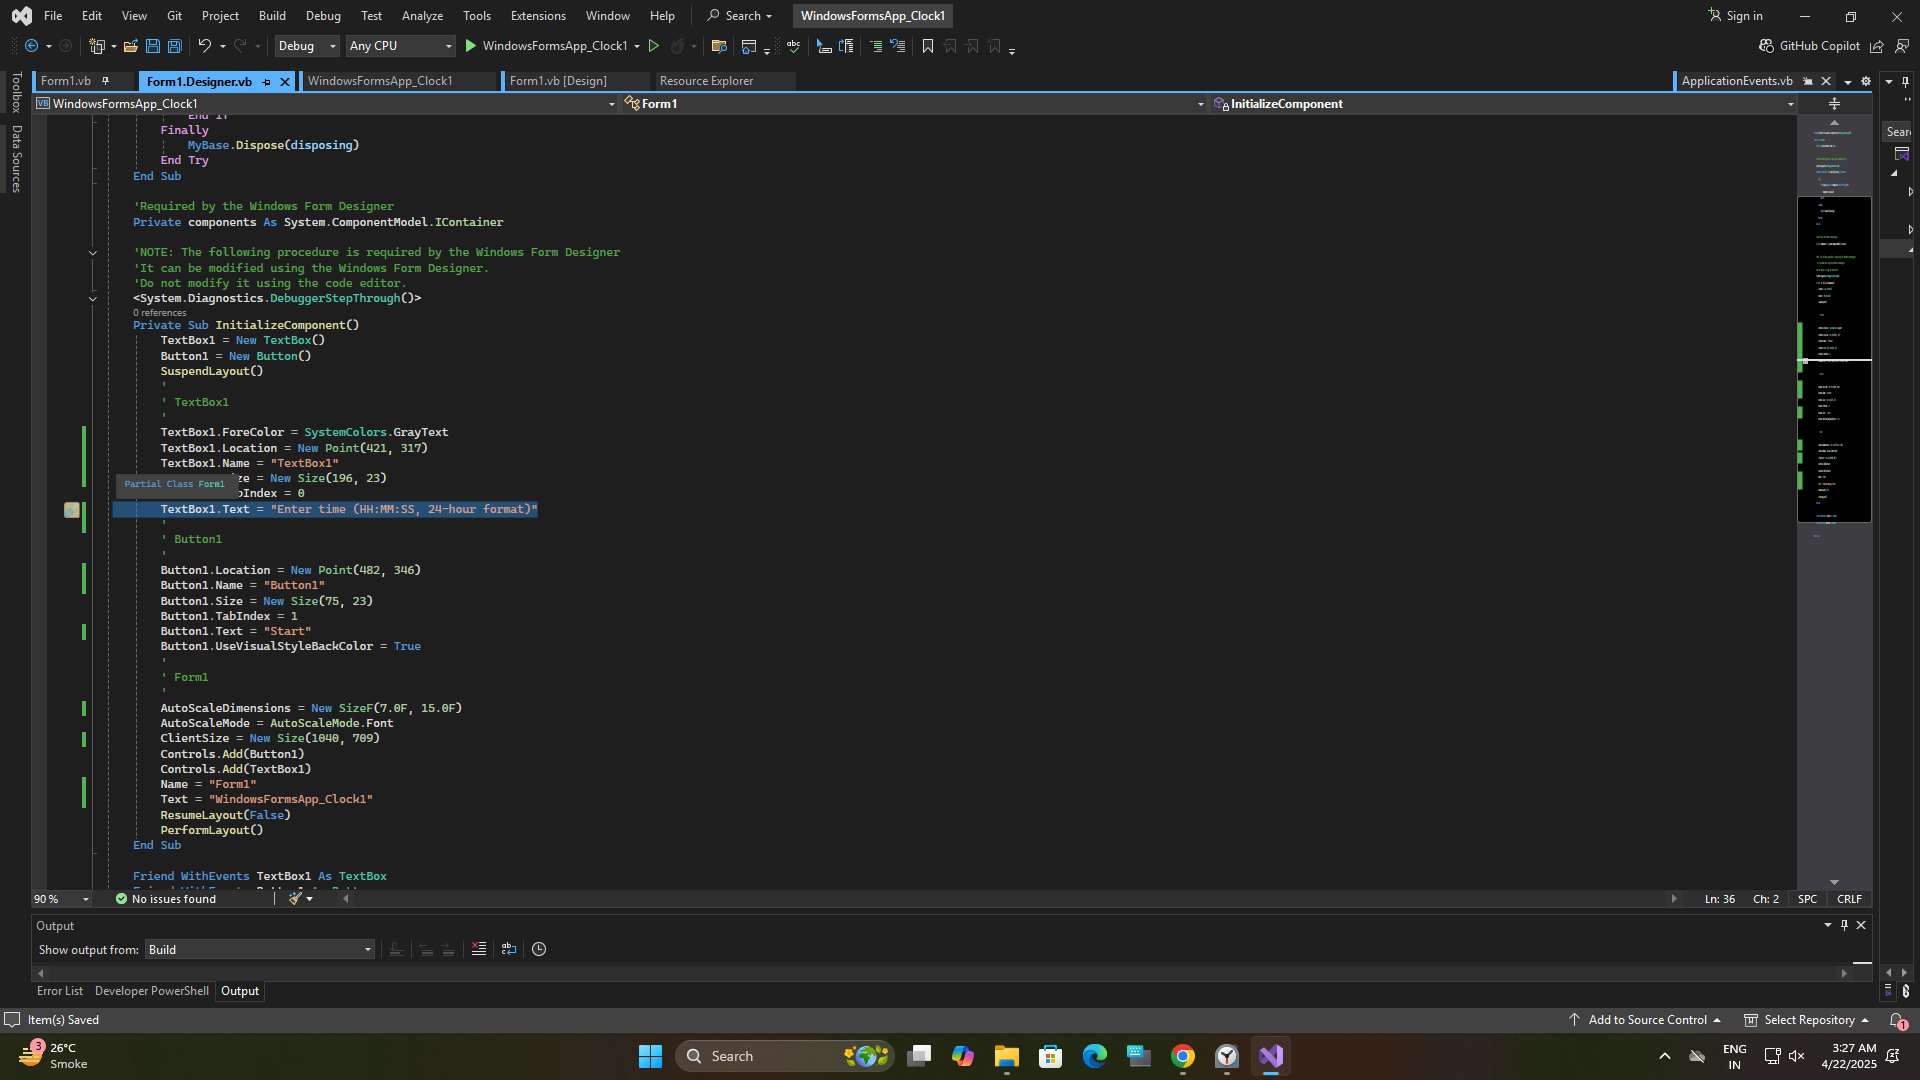 File Edit View Git Project Build Debug Test Analyze Tools Extensions Window Help Search WindowsFormsApp_Clock1 Sign in
Debug Any CPU WindowsFormsApp_Clock1 GitHub Copilot
Form1.vb Form1.Designer.vb WindowsFormsApp_Clock1 Form1.vb [Design] Resource Explorer ApplicationEvents.vb
Toolbox
Data Sources
VB WindowsFormsApp_Clock1 Form1 InitializeComponent
End If
Finally
MyBase.Dispose(disposing)
End Try
End Sub
'Required by the Windows Form Designer
Private components As System.ComponentModel.IContainer
'NOTE: The following procedure is required by the Windows Form Designer
'It can be modified using the Windows Form Designer.
'Do not modify it using the code editor.
<System.Diagnostics.DebuggerStepThrough()>
0 references
Private Sub InitializeComponent()
TextBox1 = New TextBox()
Button1 = New Button()
SuspendLayout()
'
' TextBox1
'
TextBox1.ForeColor = SystemColors.GrayText
TextBox1.Location = New Point(421, 317)
TextBox1.Name = "TextBox1"
ze = New Size(196, 23)
Partial Class Form1
bIndex = 0
TextBox1.Text = "Enter time (HH:MM:SS, 24-hour format)"
'
' Button1
'
Button1.Location = New Point(482, 346)
Button1.Name = "Button1"
Button1.Size = New Size(75, 23)
Button1.TabIndex = 1
Button1.Text = "Start"
Button1.UseVisualStyleBackColor = True
'
' Form1
'
AutoScaleDimensions = New SizeF(7.0F, 15.0F)
AutoScaleMode = AutoScaleMode.Font
ClientSize = New Size(1040, 709)
Controls.Add(Button1)
Controls.Add(TextBox1)
Name = "Form1"
Text = "WindowsFormsApp_Clock1"
ResumeLayout(False)
PerformLayout()
End Sub
Friend WithEvents TextBox1 As TextBox
Sear
90 % No issues found Ln: 36 Ch: 2 SPC CRLF
Output
Show output from: Build
Error List Developer PowerShell Output
Item(s) Saved Add to Source Control Select Repository 1
3 26°C
Smoke
Search
ENG
IN
3:27 AM
4/22/2025